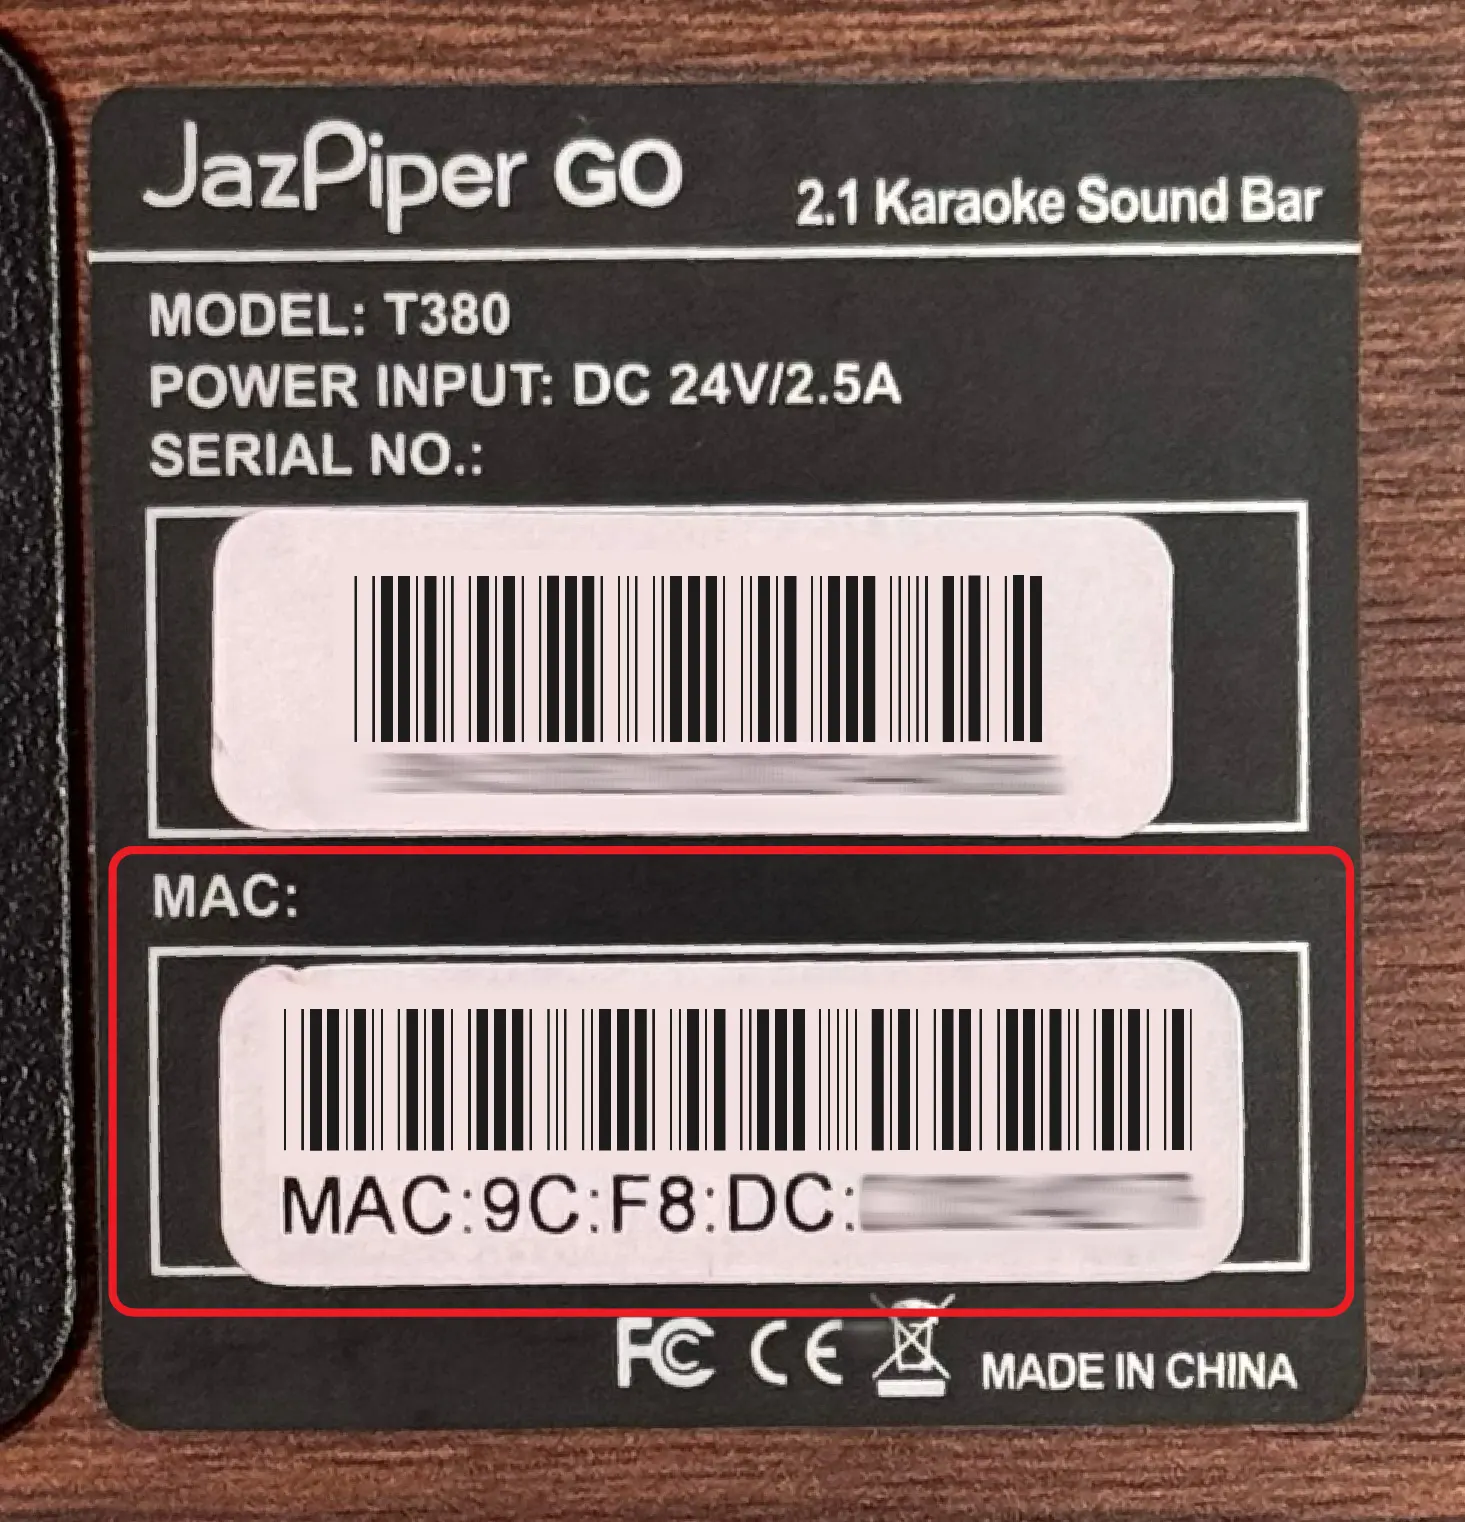 JazPiper GO
2.1 Karaoke Sound Bar
MODEL: T380
POWER INPUT: DC 24V/2.5A
SERIAL NO.:
MAC:
MAC:9C:F8:DC:
FC CE MADE IN CHINA